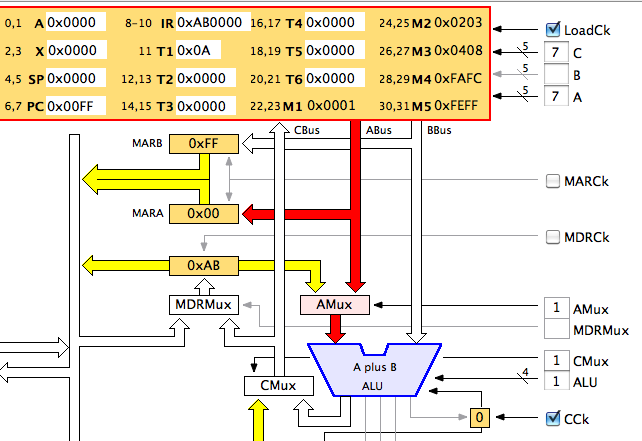 0,1 A 0x0000 8-10 IR 0xAB0000 16,17 T4 0x0000 24,25 M2 0x0203
2,3 X 0x0000 11 T1 0x0A 18,19 T5 0x0000 26,27 M3 0x0408
4,5 SP 0x0000 12,13 T2 0x0000 20,21 T6 0x0000 28,29 M4 0xFAFC
6,7 PC 0x00FF 14,15 T3 0x0000 22,23 M1 0x0001 30,31 M5 0xFEFF
LoadCk
5 7 C
5 B
5 7 A
CBus ABus BBus
MARB 0xFF
MARCk
MARA 0x00
MDRCk
0xAB
MDRMux AMux 1 AMux
MDRMux
A plus B 1 CMux
CMux ALU 4 1 ALU
0 CCk